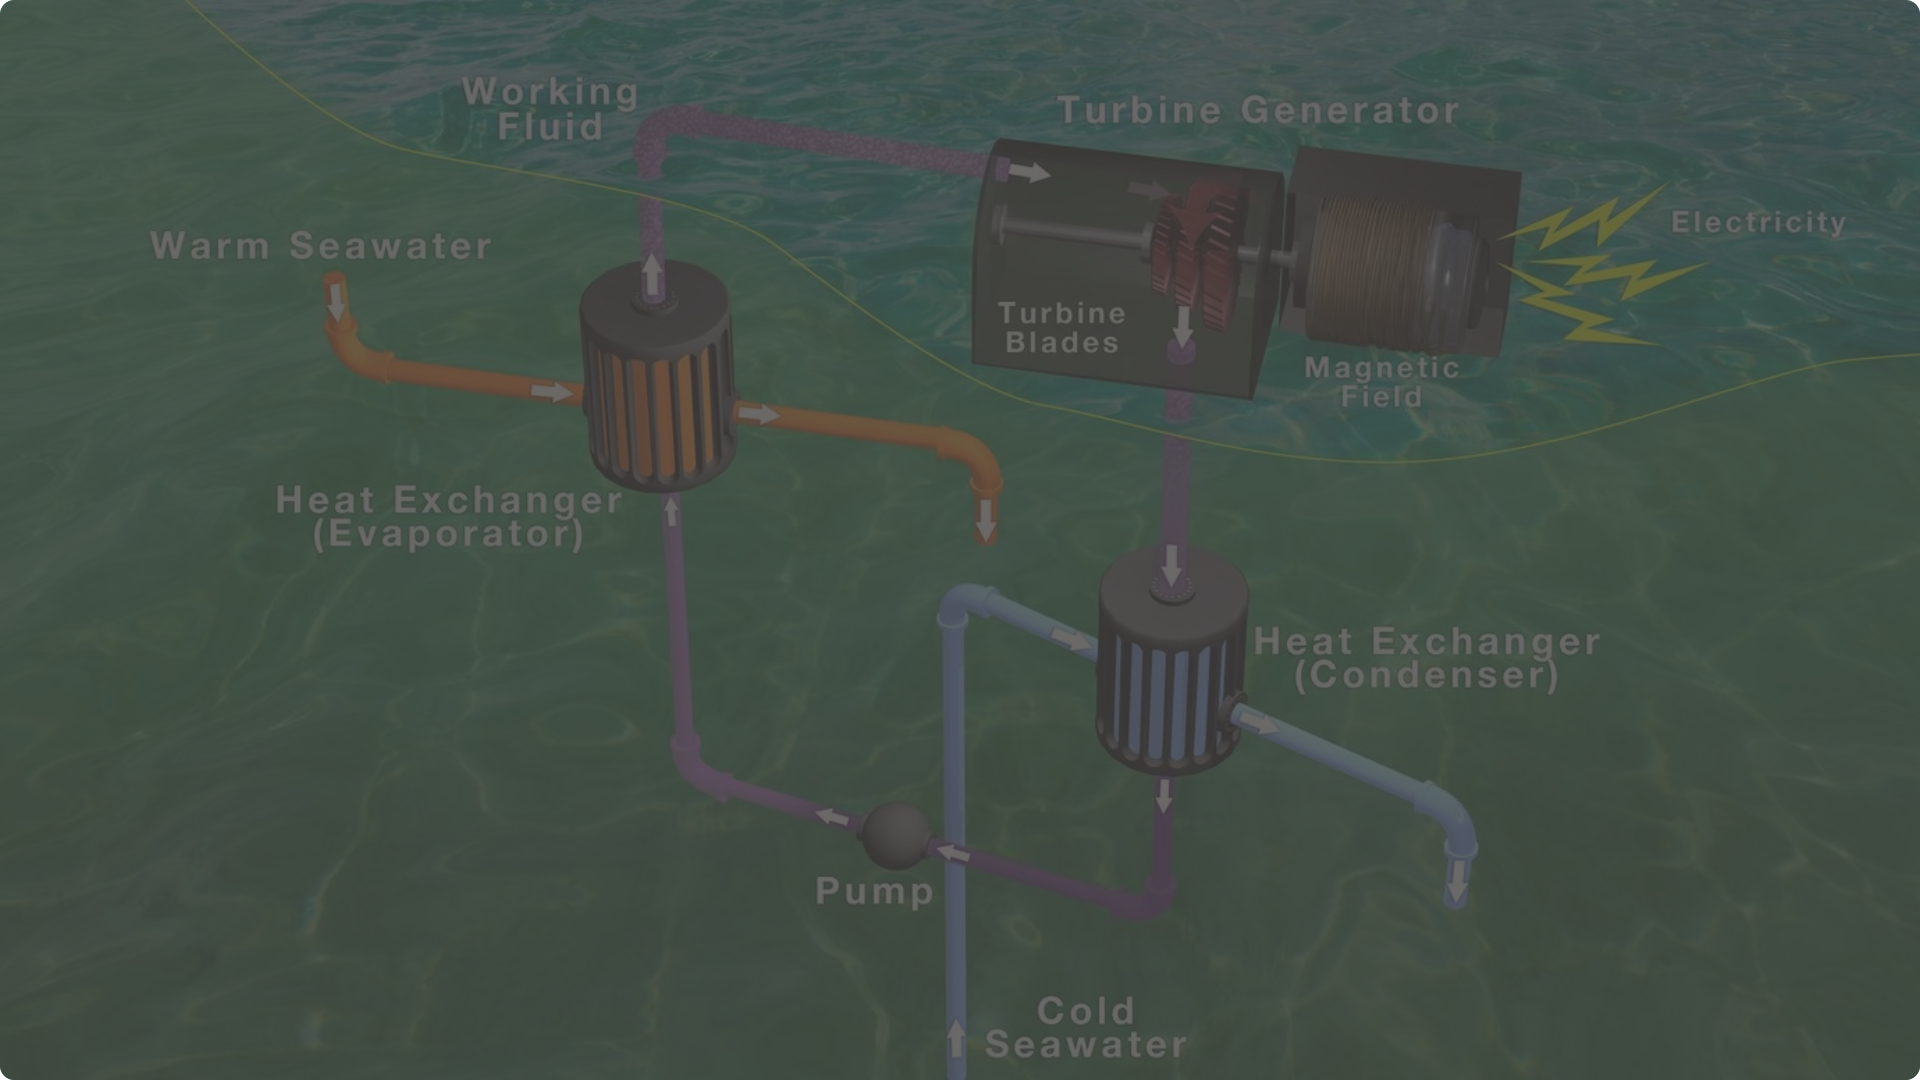 Working
Fluid
Turbine Generator
Warm Seawater
Electricity
Turbine
Blades
Magnetic
Field
Heat Exchanger
(Evaporator)
Heat Exchanger
(Condenser)
Pump
Cold
Seawater